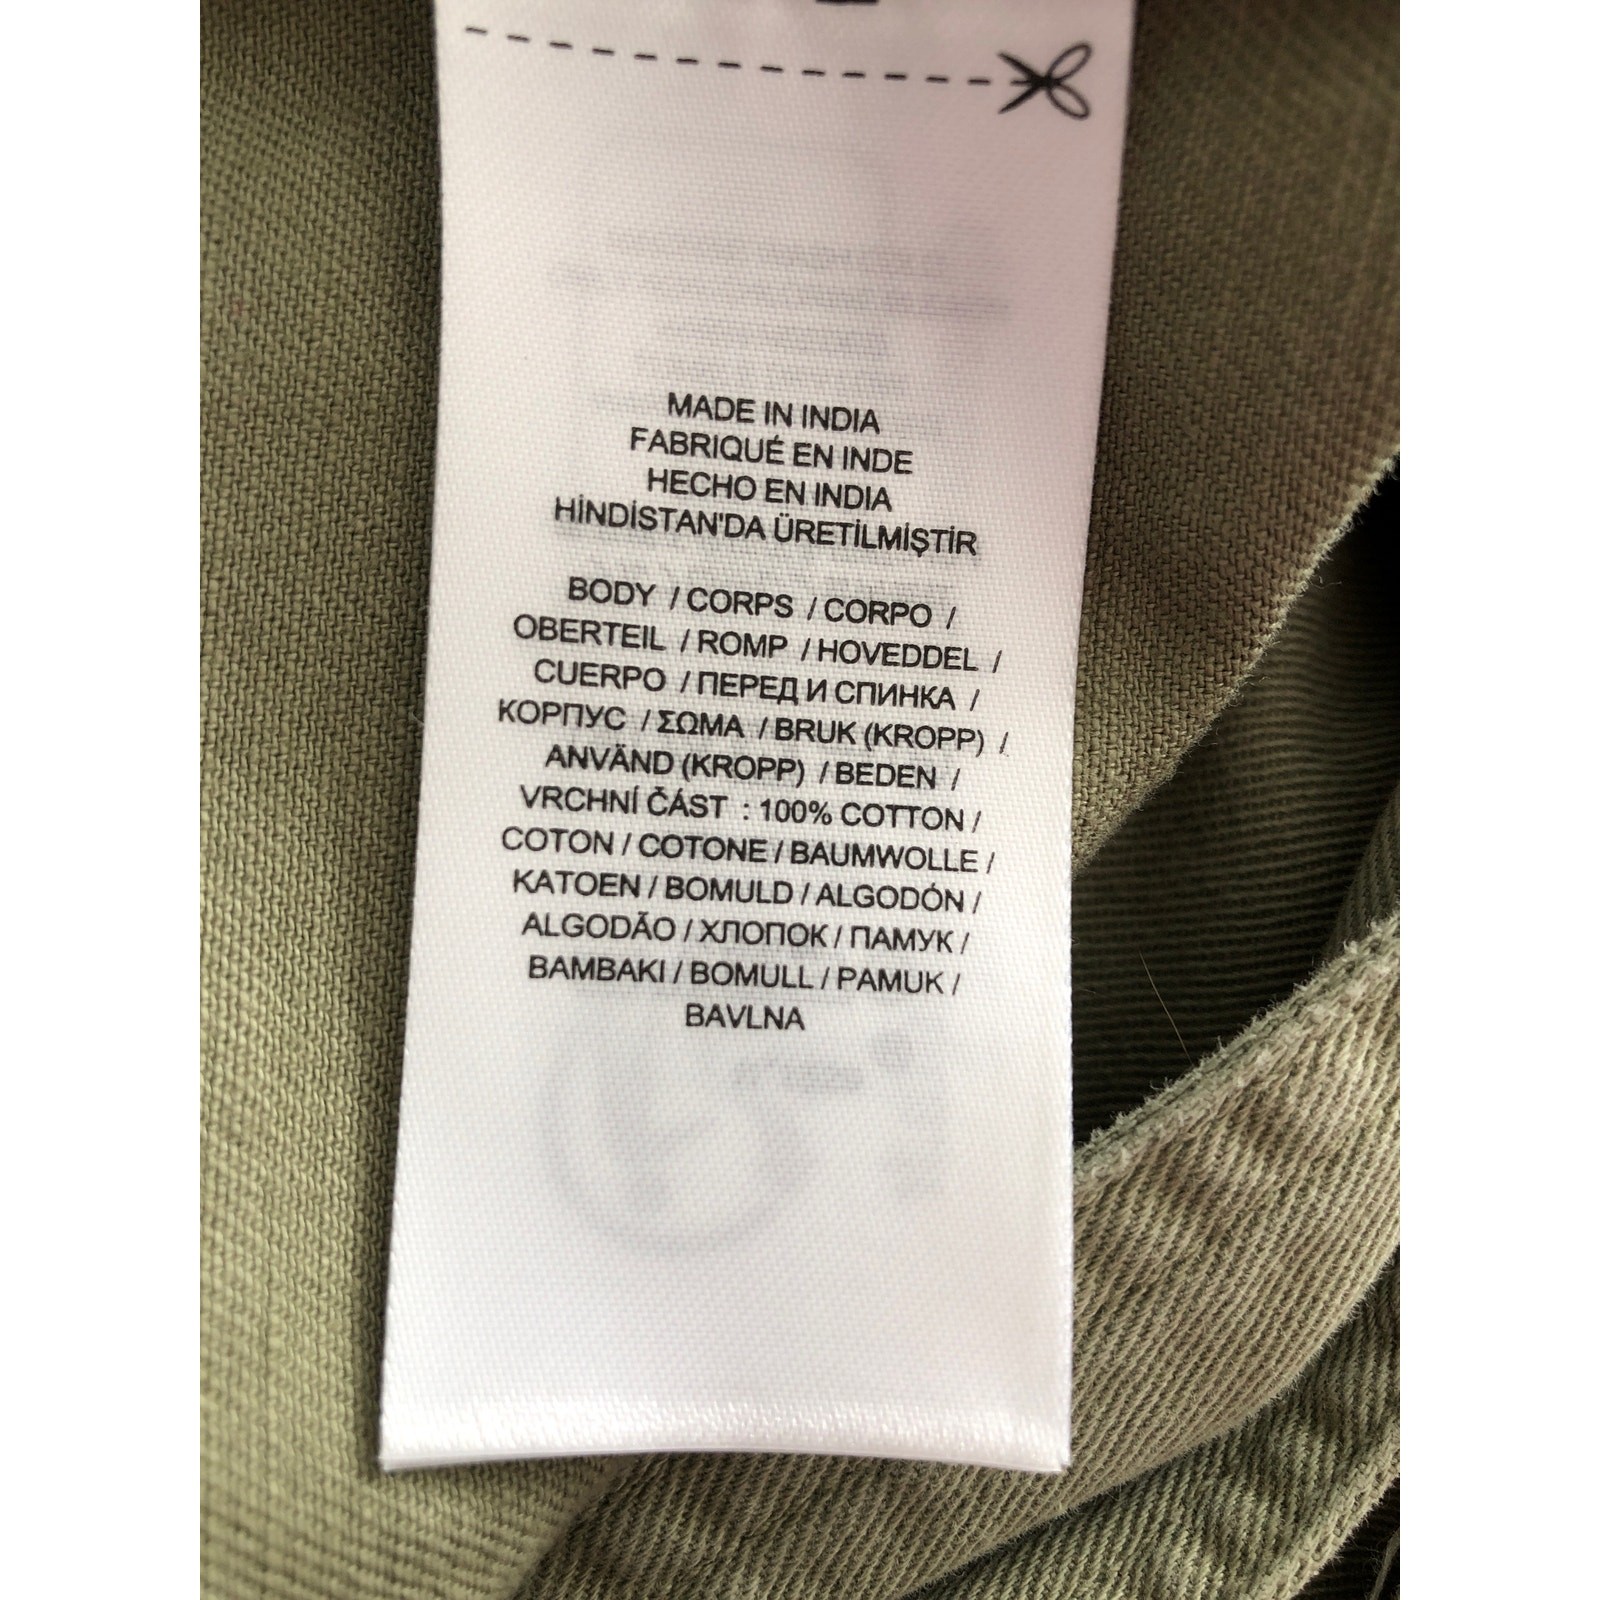 MADE IN INDIA
FABRIQUÉ EN INDE
HECHO EN INDIA
HİNDİSTAN'DA ÜRETİLMİŞTİR
BODY / CORPS / CORPO /
OBERTEIL / ROMP / HOVEDDEL /
CUERPO / ПЕРЕД И СПИНКА /
КОРПУС / ΣΩΜΑ / BRUK (KROPP) /
ANVÄND (KROPP) / BEDEN /
VRCHNÍ ČÁST : 100% COTTON /
COTON / COTONE / BAUMWOLLE /
KATOEN / BOMULD / ALGODÓN /
ALGODÃO / ХЛОПОК / ПАМУК /
BAMBAKI / BOMULL / PAMUK /
BAVLNA